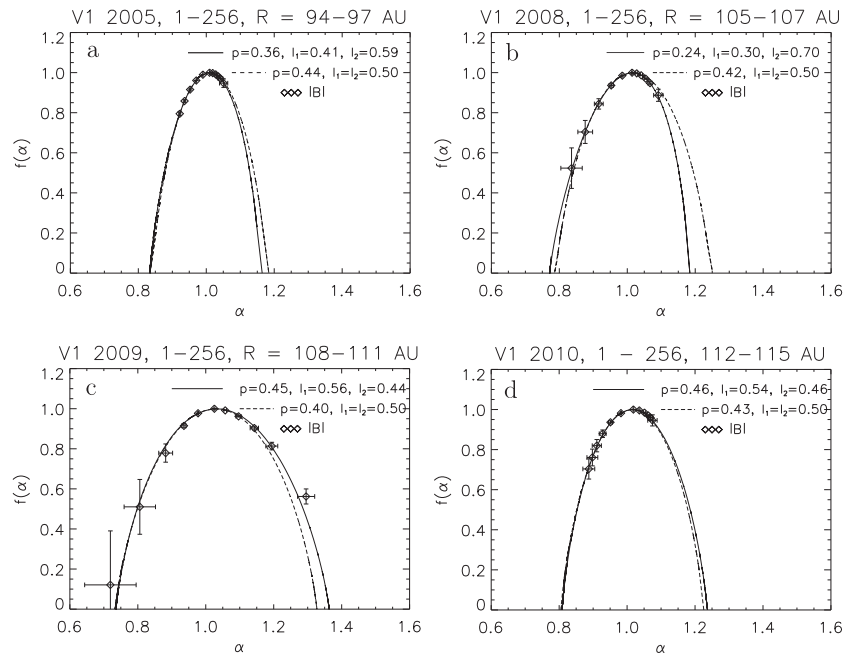 V1 2005, 1-256, R = 94-97 AU
a
p=0.36, l₁=0.41, l₂=0.59
p=0.44, l₁=l₂=0.50
|B|
f(α)
1.2
1.0
0.8
0.6
0.4
0.2
0
0.6 0.8 1.0 1.2 1.4 1.6
α
V1 2008, 1-256, R = 105-107 AU
b
p=0.24, l₁=0.30, l₂=0.70
p=0.42, l₁=l₂=0.50
|B|
f(α)
1.2
1.0
0.8
0.6
0.4
0.2
0
0.6 0.8 1.0 1.2 1.4 1.6
α
V1 2009, 1-256, R = 108-111 AU
c
p=0.45, l₁=0.56, l₂=0.44
p=0.40, l₁=l₂=0.50
|B|
f(α)
1.2
1.0
0.8
0.6
0.4
0.2
0
0.6 0.8 1.0 1.2 1.4 1.6
α
V1 2010, 1 - 256, 112-115 AU
d
p=0.46, l₁=0.54, l₂=0.46
p=0.43, l₁=l₂=0.50
|B|
f(α)
1.2
1.0
0.8
0.6
0.4
0.2
0
0.6 0.8 1.0 1.2 1.4 1.6
α